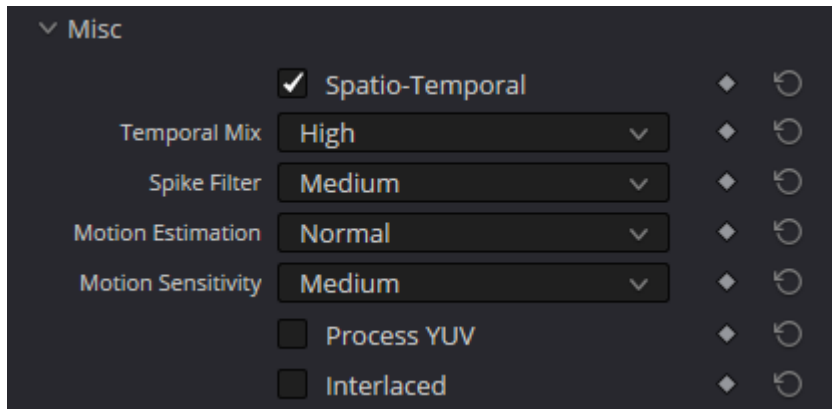 Misc
Spatio-Temporal
Temporal Mix High
Spike Filter Medium
Motion Estimation Normal
Motion Sensitivity Medium
Process YUV
Interlaced